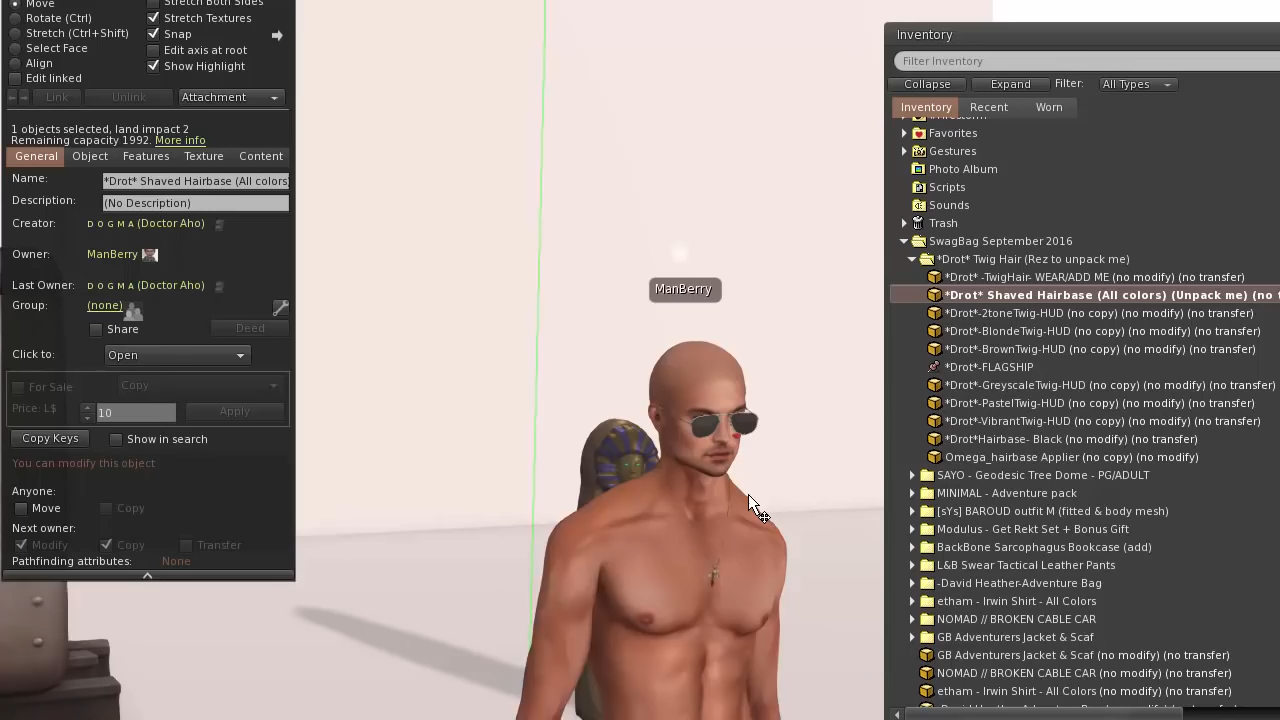 Move
Stretch Both Sides
Rotate (Ctrl)
Stretch Textures
Stretch (Ctrl+Shift)
Snap
Select Face
Edit axis at root
Align
Show Highlight
Edit linked
Link
Unlink
Attachment
1 objects selected, land impact 2
Remaining capacity 1992. More info
General
Object
Features
Texture
Content
Name:
*Drot* Shaved Hairbase (All colors)
Description:
(No Description)
Creator:
D O G M A (Doctor Aho)
Owner:
ManBerry
Last Owner:
D O G M A (Doctor Aho)
Group:
(none)
Share
Deed
Click to:
Open
For Sale
Copy
Price: L$
10
Apply
Copy Keys
Show in search
You can modify this object
Anyone:
Move
Copy
Next owner:
Modify
Copy
Transfer
Pathfinding attributes:
None
ManBerry
Inventory
Filter Inventory
Collapse
Expand
Filter:
All Types
Inventory
Recent
Worn
Favorites
Gestures
Photo Album
Scripts
Sounds
Trash
SwagBag September 2016
*Drot* Twig Hair (Rez to unpack me)
*Drot* -TwigHair- WEAR/ADD ME (no modify) (no transfer)
*Drot* Shaved Hairbase (All colors) (Unpack me) (no t
*Drot*-2toneTwig-HUD (no copy) (no modify) (no transfer)
*Drot*-BlondeTwig-HUD (no copy) (no modify) (no transfer)
*Drot*-BrownTwig-HUD (no copy) (no modify) (no transfer)
*Drot*-FLAGSHIP
*Drot*-GreyscaleTwig-HUD (no copy) (no modify) (no transfer)
*Drot*-PastelTwig-HUD (no copy) (no modify) (no transfer)
*Drot*-VibrantTwig-HUD (no copy) (no modify) (no transfer)
*Drot*Hairbase- Black (no modify) (no transfer)
Omega_hairbase Applier (no copy) (no modify)
SAYO - Geodesic Tree Dome - PG/ADULT
MINIMAL - Adventure pack
[sYs] BAROUD outfit M (fitted & body mesh)
Modulus - Get Rekt Set + Bonus Gift
BackBone Sarcophagus Bookcase (add)
L&B Swear Tactical Leather Pants
-David Heather-Adventure Bag
etham - Irwin Shirt - All Colors
NOMAD // BROKEN CABLE CAR
GB Adventurers Jacket & Scaf
GB Adventurers Jacket & Scaf (no modify) (no transfer)
NOMAD // BROKEN CABLE CAR (no modify) (no transfer)
etham - Irwin Shirt - All Colors (no modify) (no transfer)